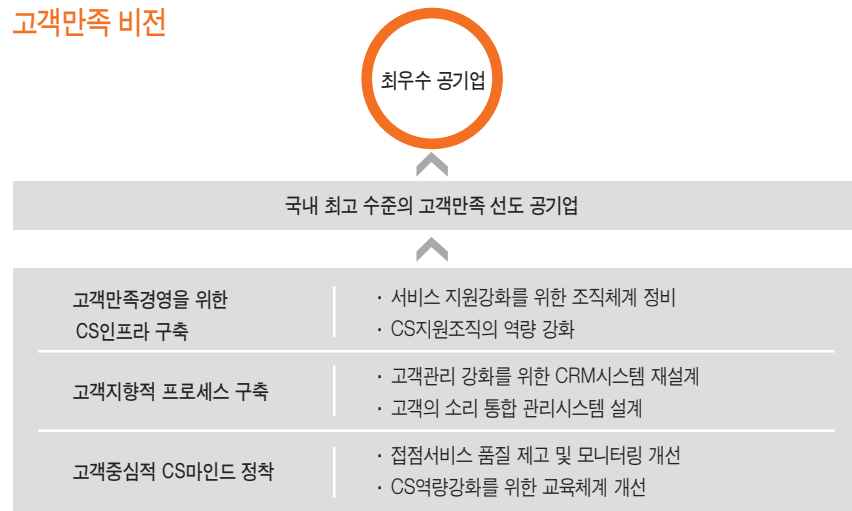 고객만족 비전
최우수 공기업
국내 최고 수준의 고객만족 선도 공기업
고객만족경영을 위한
CS인프라 구축
· 서비스 지원강화를 위한 조직체계 정비
· CS지원조직의 역량 강화
고객지향적 프로세스 구축
· 고객관리 강화를 위한 CRM시스템 재설계
· 고객의 소리 통합 관리시스템 설계
고객중심적 CS마인드 정착
· 접점서비스 품질 제고 및 모니터링 개선
· CS역량강화를 위한 교육체계 개선